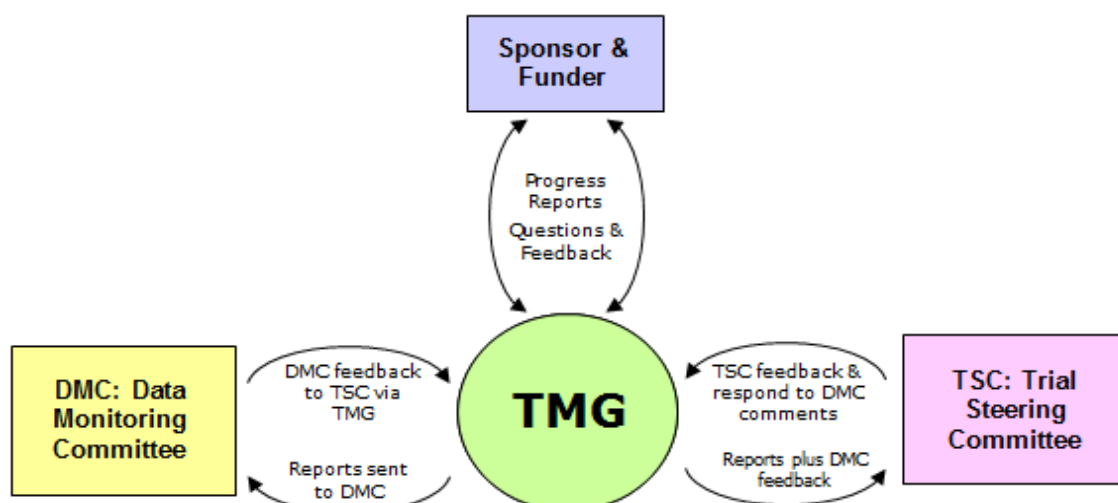 Sponsor &
Funder
Progress
Reports
Questions &
Feedback
DMC: Data
Monitoring
Committee
DMC feedback
to TSC via
TMG
Reports sent
to DMC
TMG
TSC feedback &
respond to DMC
comments
Reports plus DMC
feedback
TSC: Trial
Steering
Committee